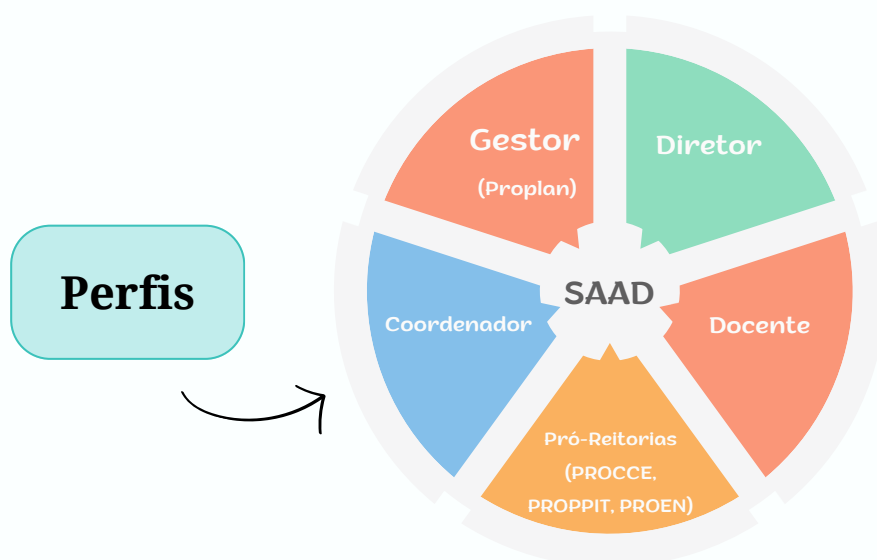 Perfis
Gestor
(Proplan)
Diretor
Coordenador
SAAD
Docente
Pró-Reitorias
(PROCCE,
PROPPIT, PROEN)